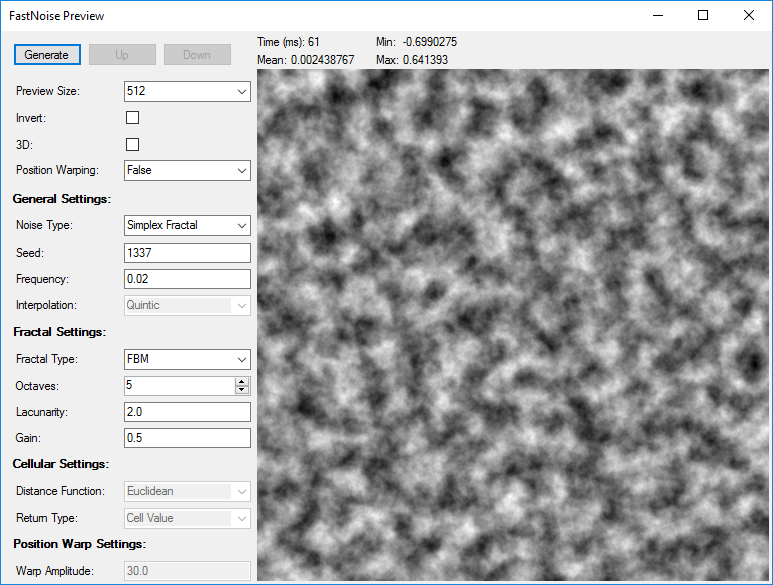 FastNoise Preview
Generate Up Down
Time (ms): 61 Min: -0.6990275
Mean: 0.002438767 Max: 0.641393
Preview Size: 512
Invert:
3D:
Position Warping: False
General Settings:
Noise Type: Simplex Fractal
Seed: 1337
Frequency: 0.02
Interpolation: Quintic
Fractal Settings:
Fractal Type: FBM
Octaves: 5
Lacunarity: 2.0
Gain: 0.5
Cellular Settings:
Distance Function: Euclidean
Return Type: Cell Value
Position Warp Settings:
Warp Amplitude: 30.0